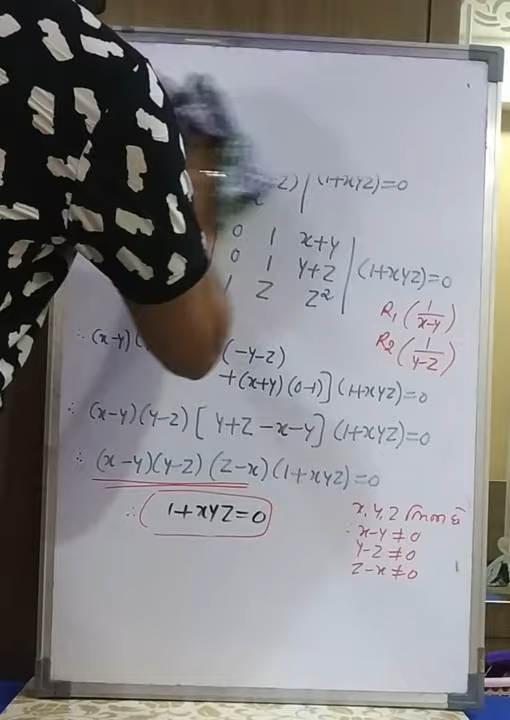 -z) | (1+xyz)=0
0 1 x+y
0 1 y+z | (1+xyz)=0
1 z z²
R₁(1/(x-y))
R₂(1/(y-z))
∴ (x-y)( (-y-z)
+(x+y)(0-1)](1+xyz)=0
∴ (x-y)(y-z)[y+z-x-y](1+xyz)=0
∴ (x-y)(y-z)(z-x)(1+xyz)=0
∴ 1+xyz=0
x,y,z
∴ x-y≠0
y-z≠0
z-x≠0